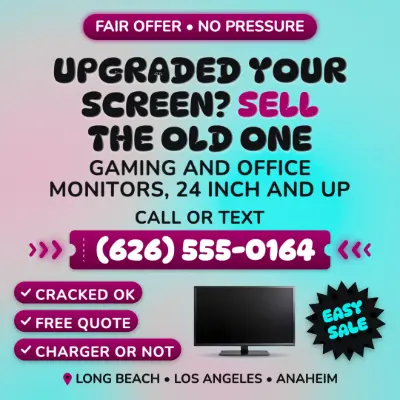 FAIR OFFER • NO PRESSURE
UPGRADED YOUR
SCREEN? SELL
THE OLD ONE
GAMING AND OFFICE
MONITORS, 24 INCH AND UP
CALL OR TEXT
(626) 555-0164
CRACKED OK
FREE QUOTE
CHARGER OR NOT
EASY
SALE
LONG BEACH • LOS ANGELES • ANAHEIM